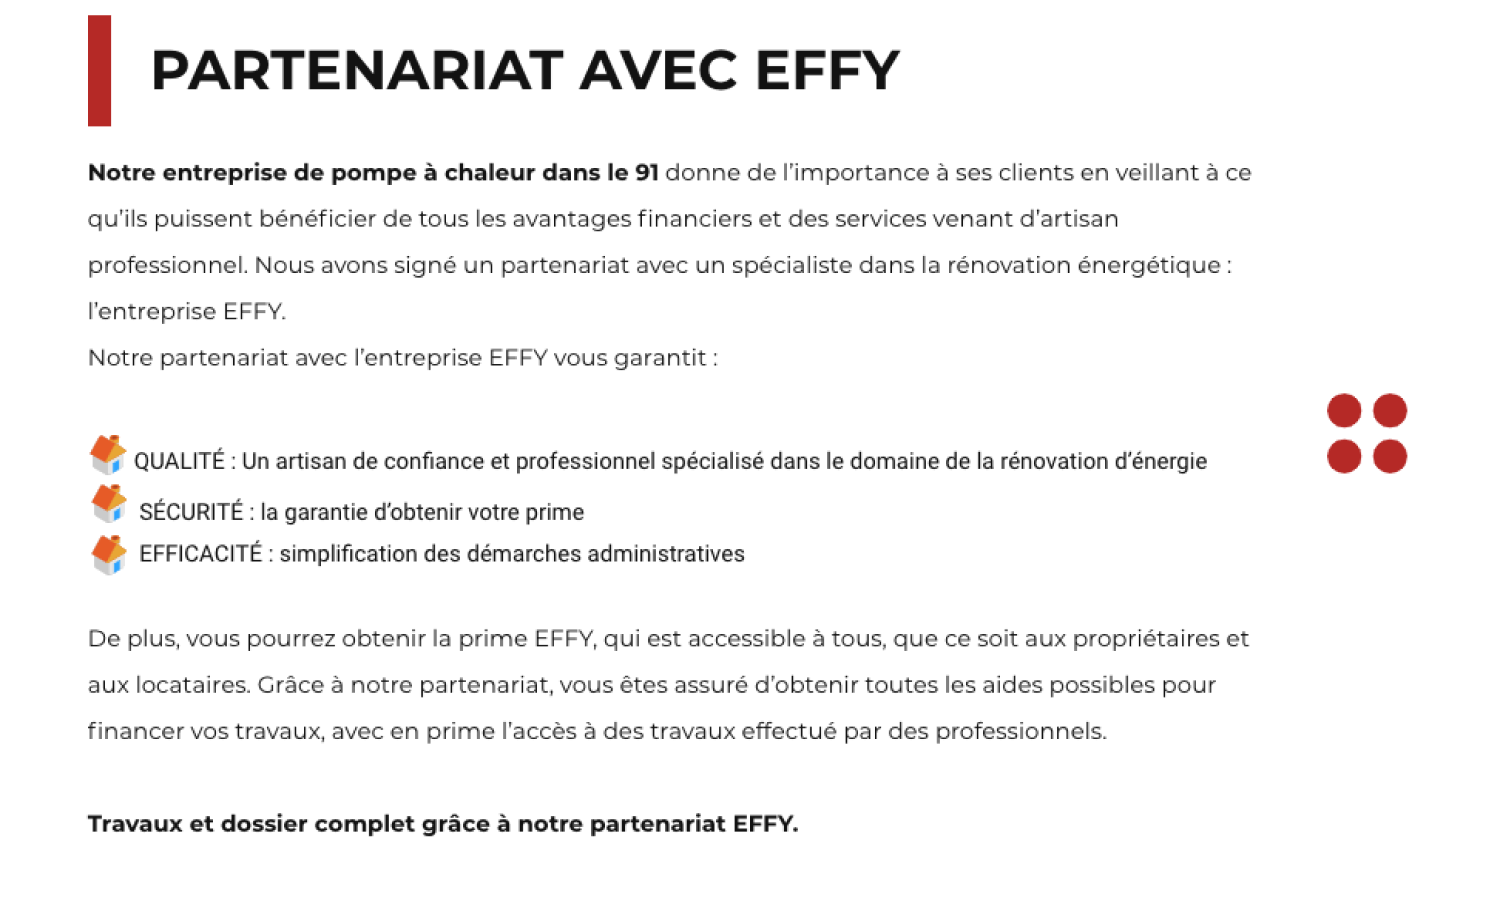 PARTENARIAT AVEC EFFY
Notre entreprise de pompe à chaleur dans le 91 donne de l’importance à ses clients en veillant à ce
qu’ils puissent bénéficier de tous les avantages financiers et des services venant d’artisan
professionnel. Nous avons signé un partenariat avec un spécialiste dans la rénovation énergétique :
l’entreprise EFFY.
Notre partenariat avec l’entreprise EFFY vous garantit :
QUALITÉ : Un artisan de confiance et professionnel spécialisé dans le domaine de la rénovation d’énergie
SÉCURITÉ : la garantie d’obtenir votre prime
EFFICACITÉ : simplification des démarches administratives
De plus, vous pourrez obtenir la prime EFFY, qui est accessible à tous, que ce soit aux propriétaires et
aux locataires. Grâce à notre partenariat, vous êtes assuré d’obtenir toutes les aides possibles pour
financer vos travaux, avec en prime l’accès à des travaux effectué par des professionnels.
Travaux et dossier complet grâce à notre partenariat EFFY.